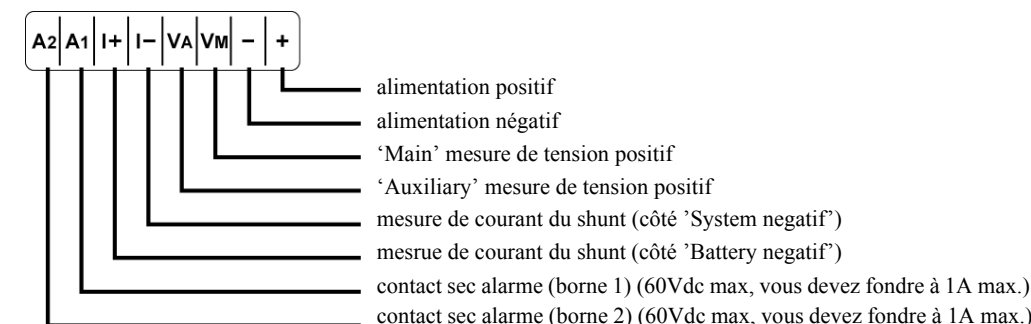 A2 A1 I+ I− VA VM − +
alimentation positif
alimentation négatif
‘Main’ mesure de tension positif
‘Auxiliary’ mesure de tension positif
mesure de courant du shunt (côté ’System negatif’)
mesrue de courant du shunt (côté ’Battery negatif’)
contact sec alarme (borne 1) (60Vdc max, vous devez fondre à 1A max.)
contact sec alarme (borne 2) (60Vdc max, vous devez fondre à 1A max.)